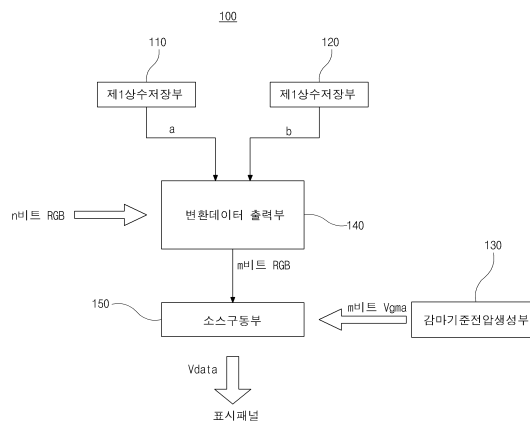 100
110
120
제1상수저장부
제1상수저장부
a
b
n비트 RGB
변환데이터 출력부
140
m비트 RGB
130
150
소스구동부
m비트 Vgma
감마기준전압생성부
Vdata
표시패널